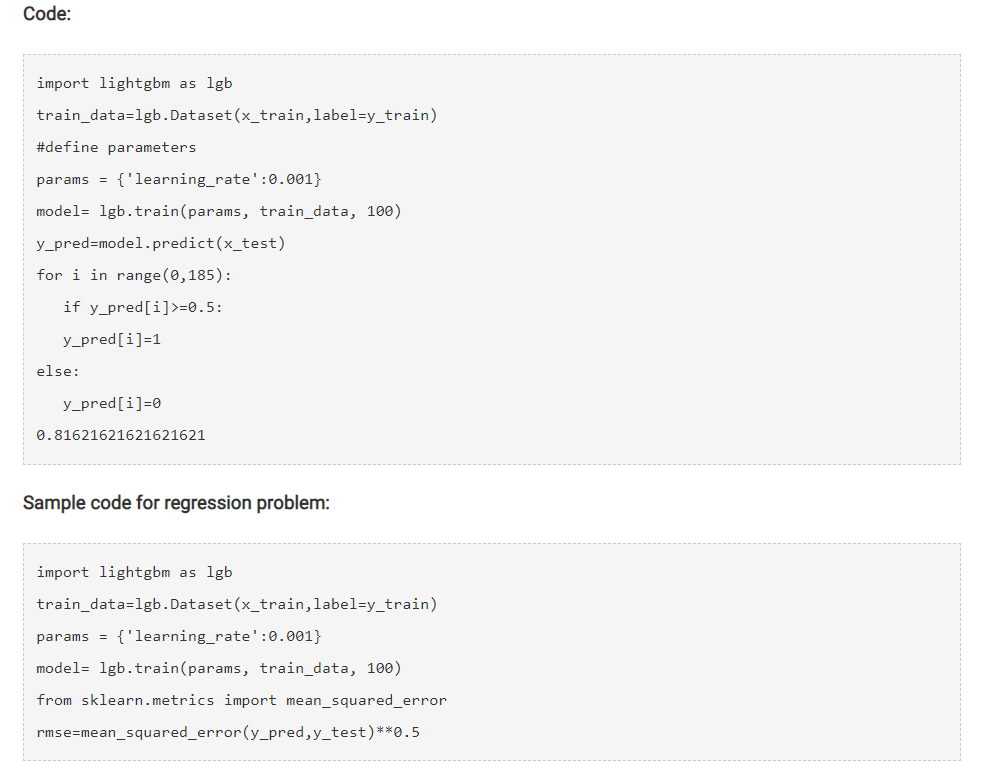 Code:
import lightgbm as lgb
train_data=lgb.Dataset(x_train,label=y_train)
#define parameters
params = {'learning_rate':0.001}
model= lgb.train(params, train_data, 100)
y_pred=model.predict(x_test)
for i in range(0,185):
   if y_pred[i]>=0.5:
   y_pred[i]=1
else:
   y_pred[i]=0
0.81621621621621621
Sample code for regression problem:
import lightgbm as lgb
train_data=lgb.Dataset(x_train,label=y_train)
params = {'learning_rate':0.001}
model= lgb.train(params, train_data, 100)
from sklearn.metrics import mean_squared_error
rmse=mean_squared_error(y_pred,y_test)**0.5